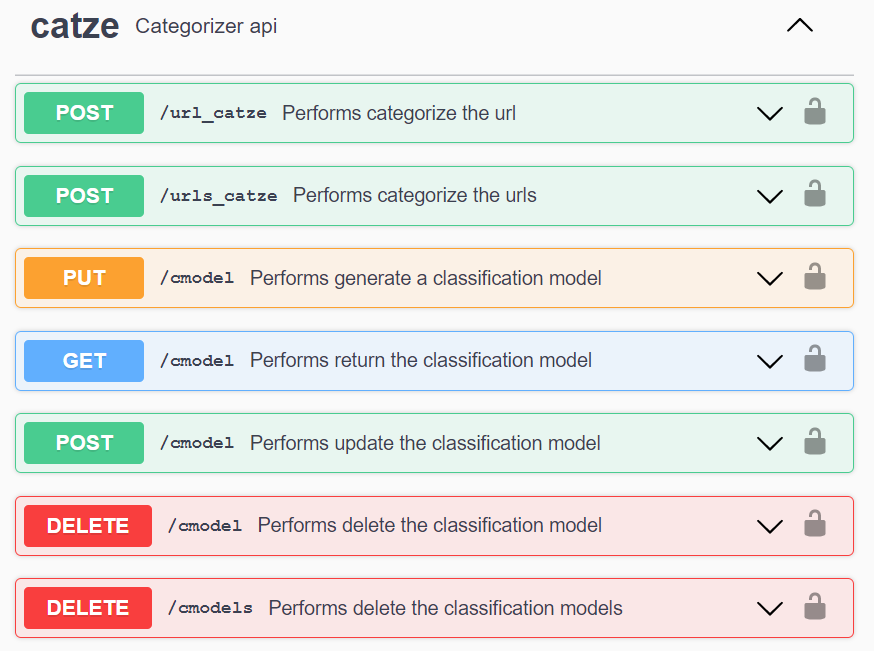 catze Categorizer api
POST /url_catze Performs categorize the url
POST /urls_catze Performs categorize the urls
PUT /cmodel Performs generate a classification model
GET /cmodel Performs return the classification model
POST /cmodel Performs update the classification model
DELETE /cmodel Performs delete the classification model
DELETE /cmodels Performs delete the classification models